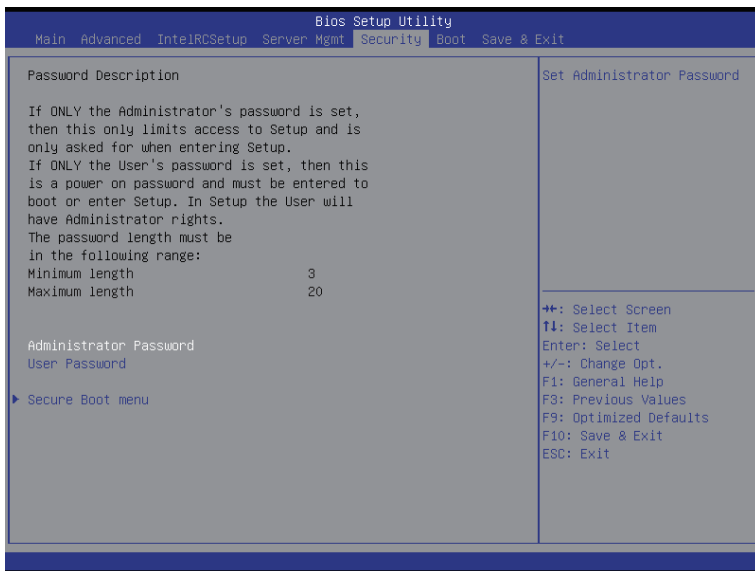 Bios Setup Utility
Main Advanced IntelRCSetup Server Mgmt Security Boot Save & Exit
Password Description
If ONLY the Administrator's password is set,
then this only limits access to Setup and is
only asked for when entering Setup.
If ONLY the User's password is set, then this
is a power on password and must be entered to
boot or enter Setup. In Setup the User will
have Administrator rights.
The password length must be
in the following range:
Minimum length 3
Maximum length 20
Administrator Password
User Password
Secure Boot menu
Set Administrator Password
→←: Select Screen
↑↓: Select Item
Enter: Select
+/-: Change Opt.
F1: General Help
F3: Previous Values
F9: Optimized Defaults
F10: Save & Exit
ESC: Exit